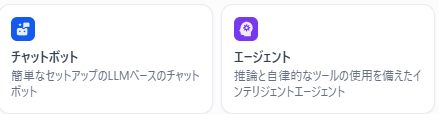 チャットボット
簡単なセットアップのLLMベースのチャット
ボット
エージェント
推論と自律的なツールの使用を備えたイ
ンテリジェントエージェント